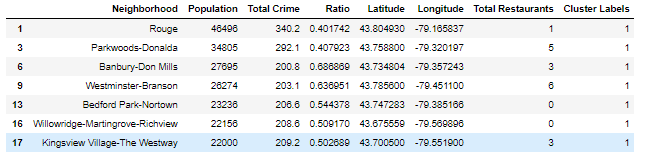 Neighborhood Population Total Crime Ratio Latitude Longitude Total Restaurants Cluster Labels
1 Rouge 46496 340.2 0.401742 43.804930 -79.165837 1 1
3 Parkwoods-Donalda 34805 292.1 0.407923 43.758800 -79.320197 5 1
6 Banbury-Don Mills 27695 200.8 0.686869 43.734804 -79.357243 3 1
9 Westminster-Branson 26274 203.1 0.636951 43.785600 -79.451100 6 1
13 Bedford Park-Nortown 23236 206.6 0.544378 43.747283 -79.385166 0 1
16 Willowridge-Martingrove-Richview 22156 208.6 0.509170 43.675559 -79.569896 0 1
17 Kingsview Village-The Westway 22000 209.2 0.502689 43.700500 -79.551900 3 1